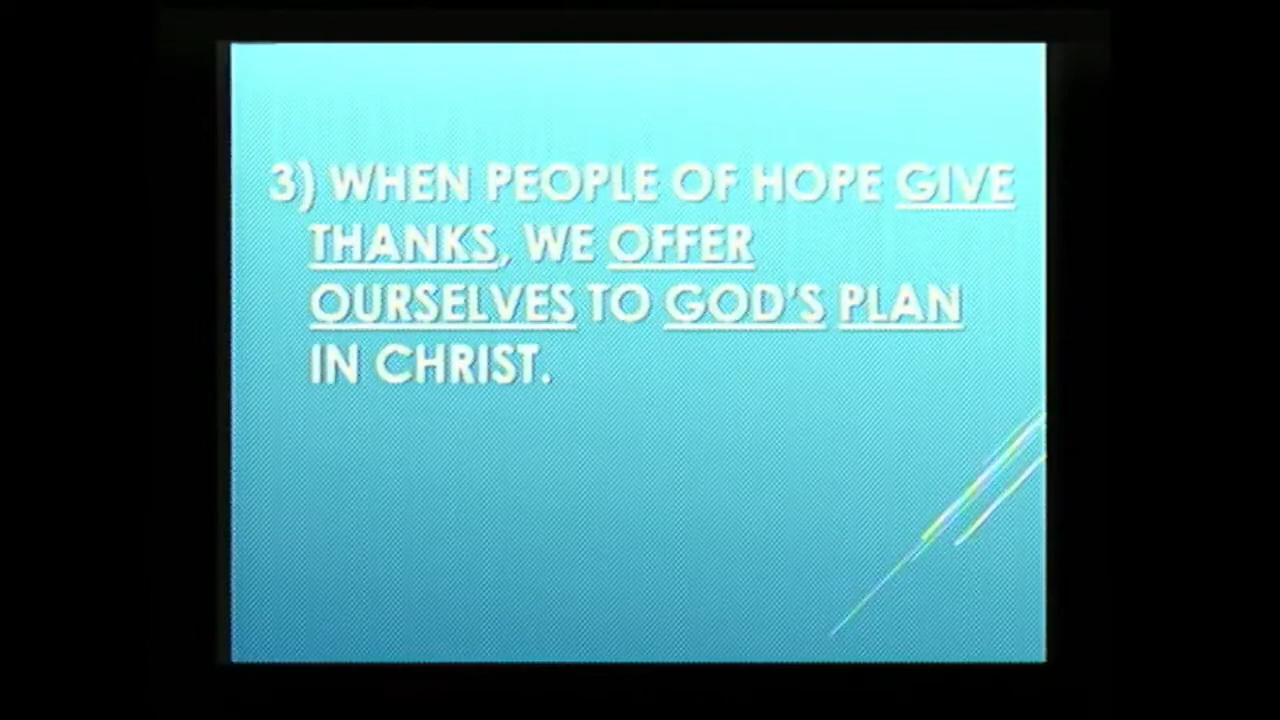 3) WHEN PEOPLE OF HOPE GIVE
THANKS, WE OFFER
OURSELVES TO GOD'S PLAN
IN CHRIST.